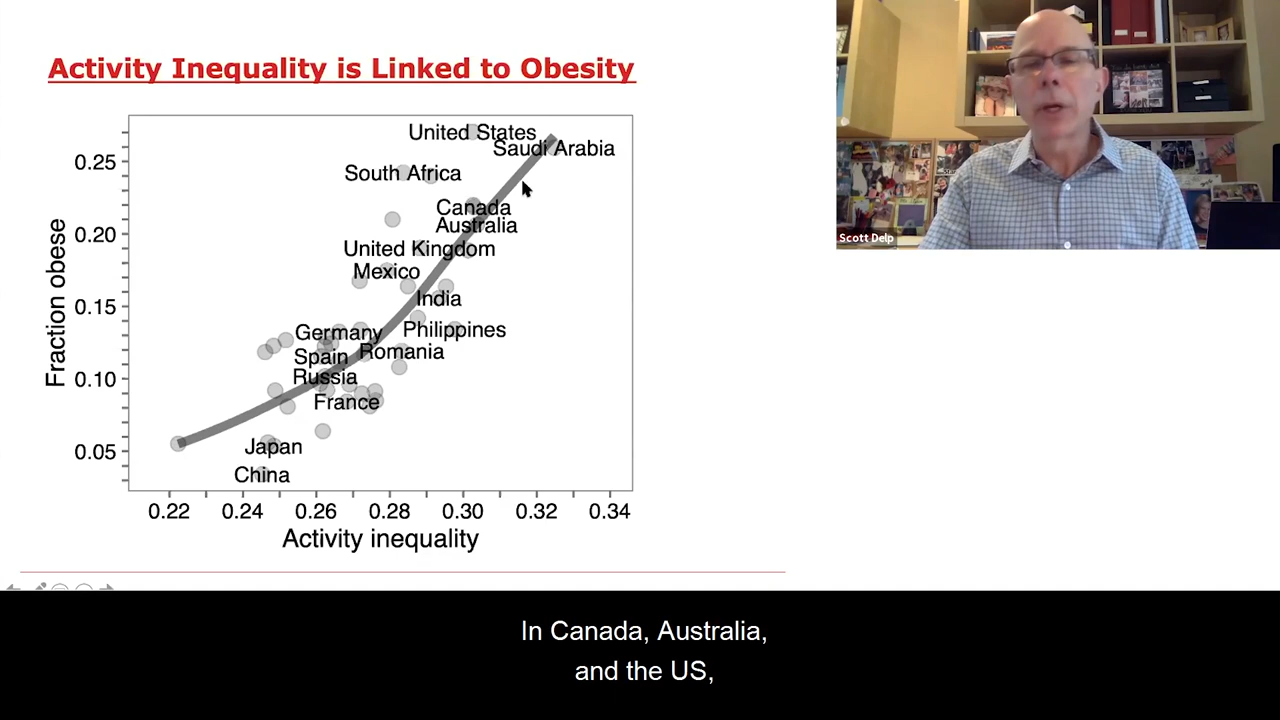 Activity Inequality is Linked to Obesity
United States
Saudi Arabia
South Africa
Canada
Australia
United Kingdom
Mexico
India
Germany
Philippines
Spain
Romania
Russia
France
Japan
China
Fraction obese
0.25
0.20
0.15
0.10
0.05
0.22
0.24
0.26
0.28
0.30
0.32
0.34
Activity inequality
Scott Delp
In Canada, Australia,
and the US,